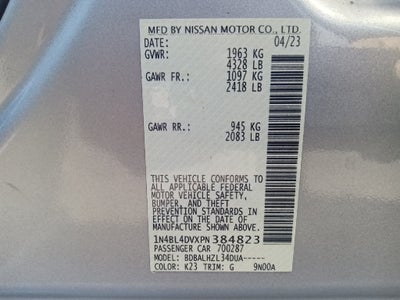 MFD BY NISSAN MOTOR CO., LTD.
DATE: 04/23
GVWR: 1963 KG
4328 LB
GAWR FR: 1097 KG
2418 LB
GAWR RR: 945 KG
2083 LB
THIS VEHICLE CONFORMS TO
ALL APPLICABLE FEDERAL
MOTOR VEHICLE SAFETY,
BUMPER, AND THEFT
PREVENTION STANDARDS
IN EFFECT ON THE DATE OF
MANUFACTURE SHOWN ABOVE.
1N4BL4DVXPN384823
PASSENGER CAR 700287
MODEL: BDBALHZL34DUA-----
COLOR: K23 TRIM: G 9N00A